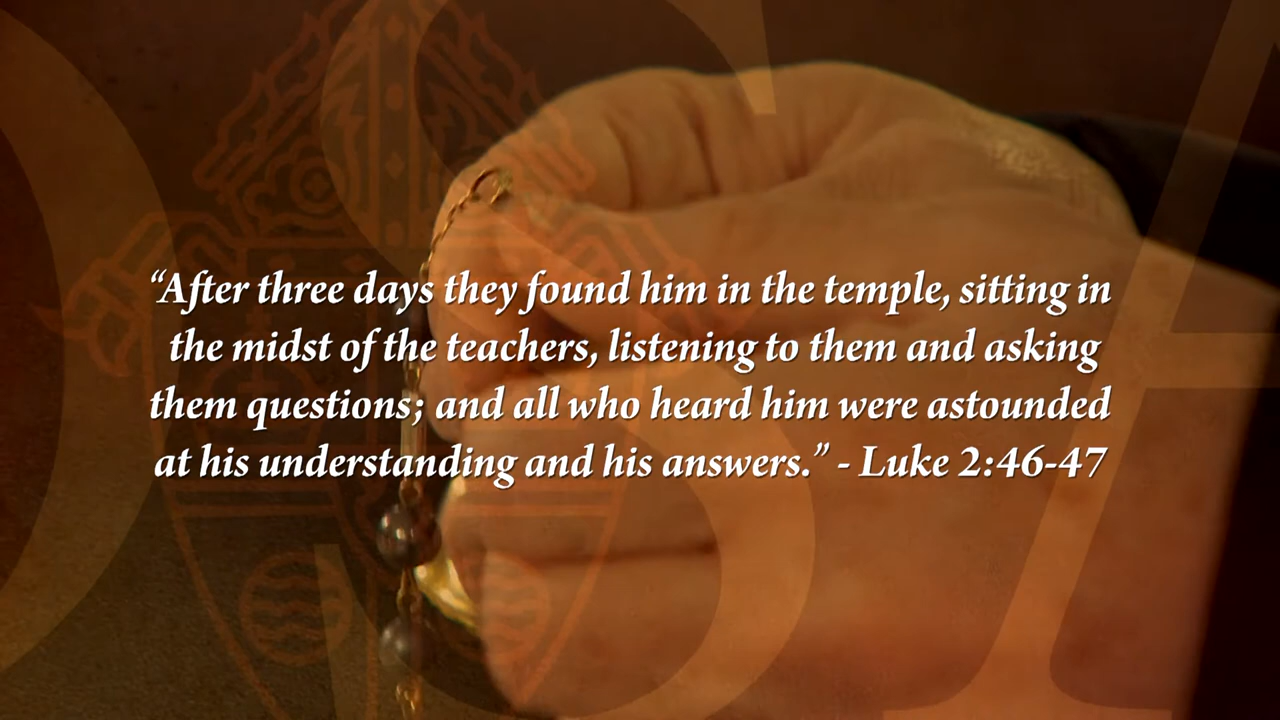 “After three days they found him in the temple, sitting in
the midst of the teachers, listening to them and asking
them questions; and all who heard him were astounded
at his understanding and his answers.” - Luke 2:46-47